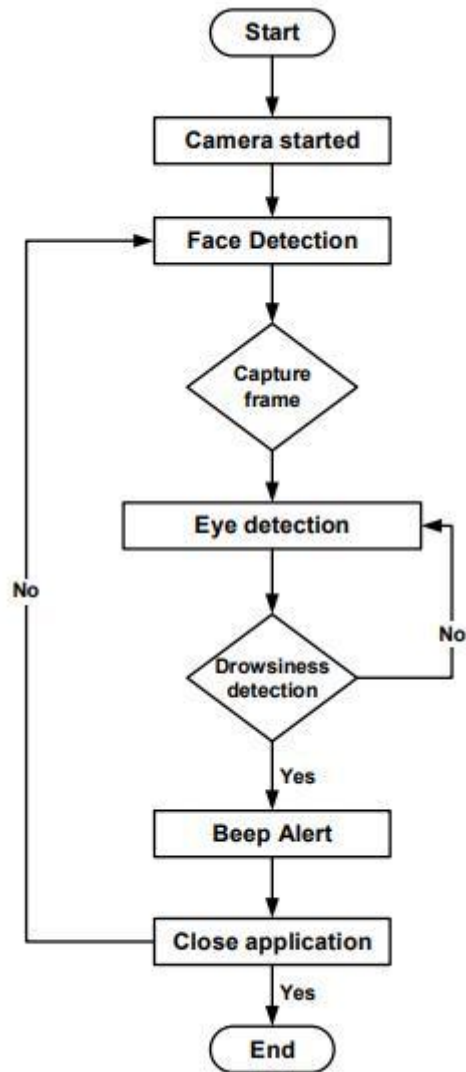 Start
Camera started
Face Detection
Capture
frame
Eye detection
No
No
Drowsiness
detection
Yes
Beep Alert
Close application
Yes
End